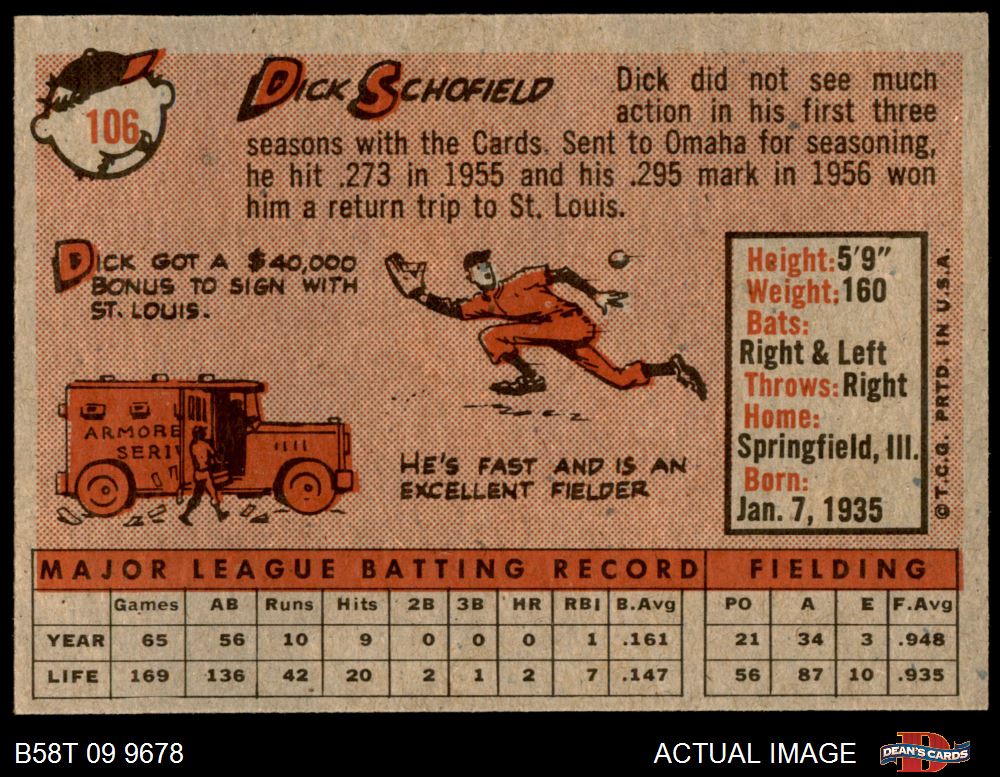 106
DICK SCHOFIELD
Dick did not see much
action in his first three
seasons with the Cards. Sent to Omaha for seasoning,
he hit .273 in 1955 and his .295 mark in 1956 won
him a return trip to St. Louis.
DICK GOT A $40,000
BONUS TO SIGN WITH
ST. LOUIS.
ARMORE
SERV
HE'S FAST AND IS AN
EXCELLENT FIELDER
Height: 5'9"
Weight: 160
Bats:
Right & Left
Throws: Right
Home:
Springfield, Ill.
Born:
Jan. 7, 1935
© T.C.G. PRTD. IN U.S.A.
MAJOR LEAGUE BATTING RECORD FIELDING
Games AB Runs Hits 2B 3B HR RBI B.Avg PO A E F.Avg
YEAR 65 56 10 9 0 0 0 1 .161 21 34 3 .948
LIFE 169 136 42 20 2 1 2 7 .147 56 87 10 .935
B58T 09 9678
ACTUAL IMAGE
D
DEAN'S CARDS